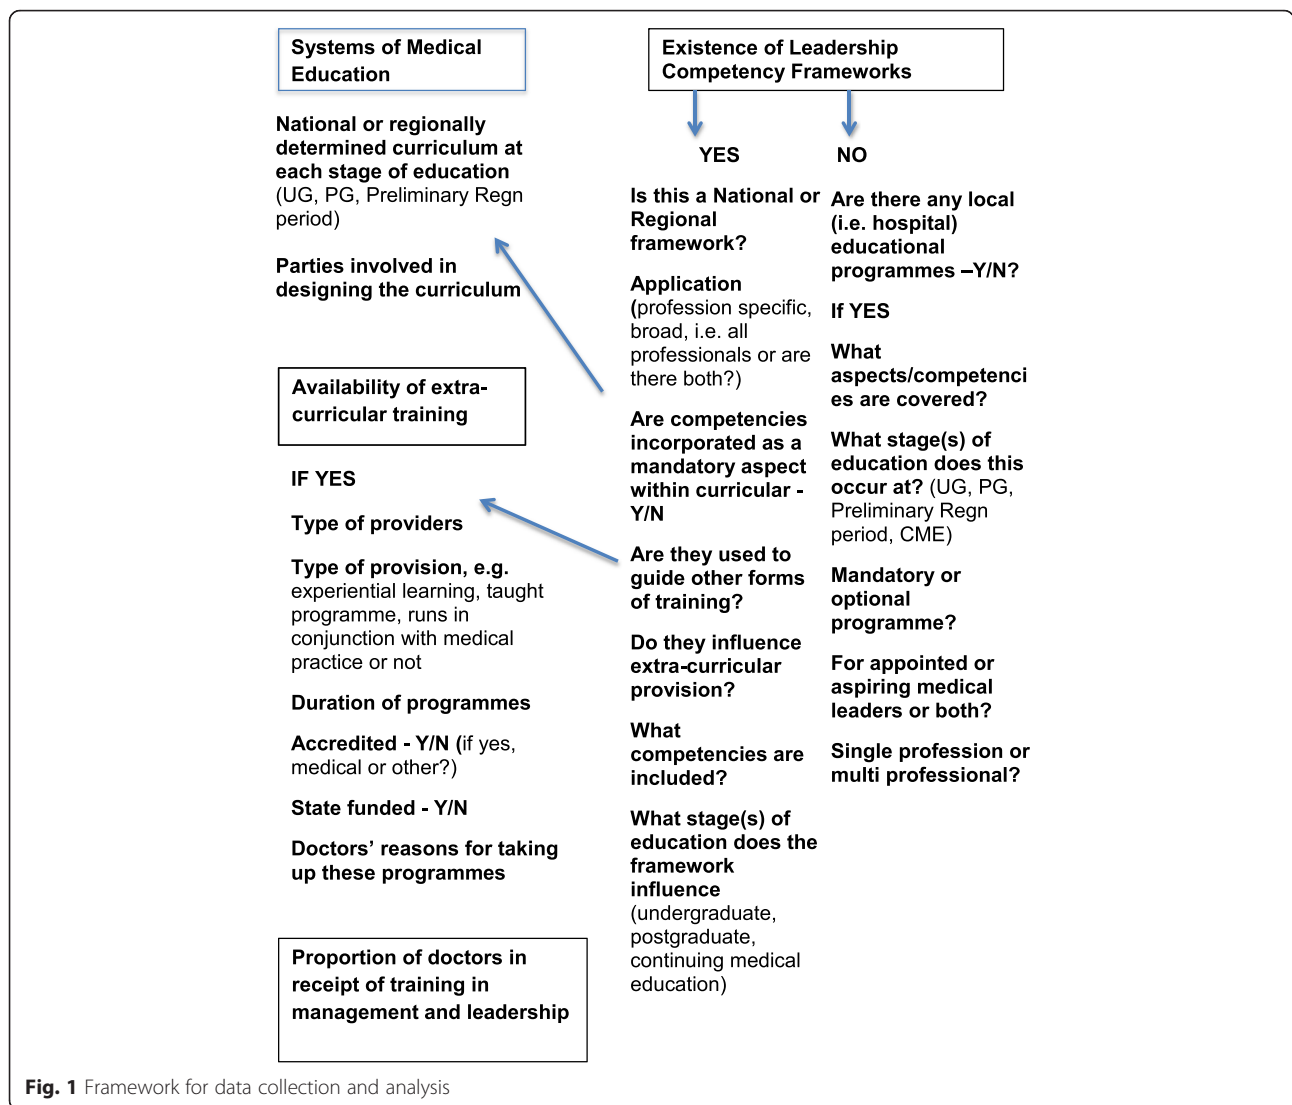 Systems of Medical
Education
National or regionally
determined curriculum at
each stage of education
(UG, PG, Preliminary Regn
period)
Parties involved in
designing the curriculum
Availability of extra-
curricular training
IF YES
Type of providers
Type of provision, e.g.
experiential learning, taught
programme, runs in
conjunction with medical
practice or not
Duration of programmes
Accredited - Y/N (if yes,
medical or other?)
State funded - Y/N
Doctors’ reasons for taking
up these programmes
Proportion of doctors in
receipt of training in
management and leadership
Existence of Leadership
Competency Frameworks
YES
Is this a National or
Regional
framework?
Application
(profession specific,
broad, i.e. all
professionals or are
there both?)
Are competencies
incorporated as a
mandatory aspect
within curricular -
Y/N
Are they used to
guide other forms
of training?
Do they influence
extra-curricular
provision?
What
competencies are
included?
What stage(s) of
education does the
framework
influence
(undergraduate,
postgraduate,
continuing medical
education)
NO
Are there any local
(i.e. hospital)
educational
programmes –Y/N?
If YES
What
aspects/competenci
es are covered?
What stage(s) of
education does this
occur at? (UG, PG,
Preliminary Regn
period, CME)
Mandatory or
optional
programme?
For appointed or
aspiring medical
leaders or both?
Single profession or
multi professional?
Fig. 1 Framework for data collection and analysis